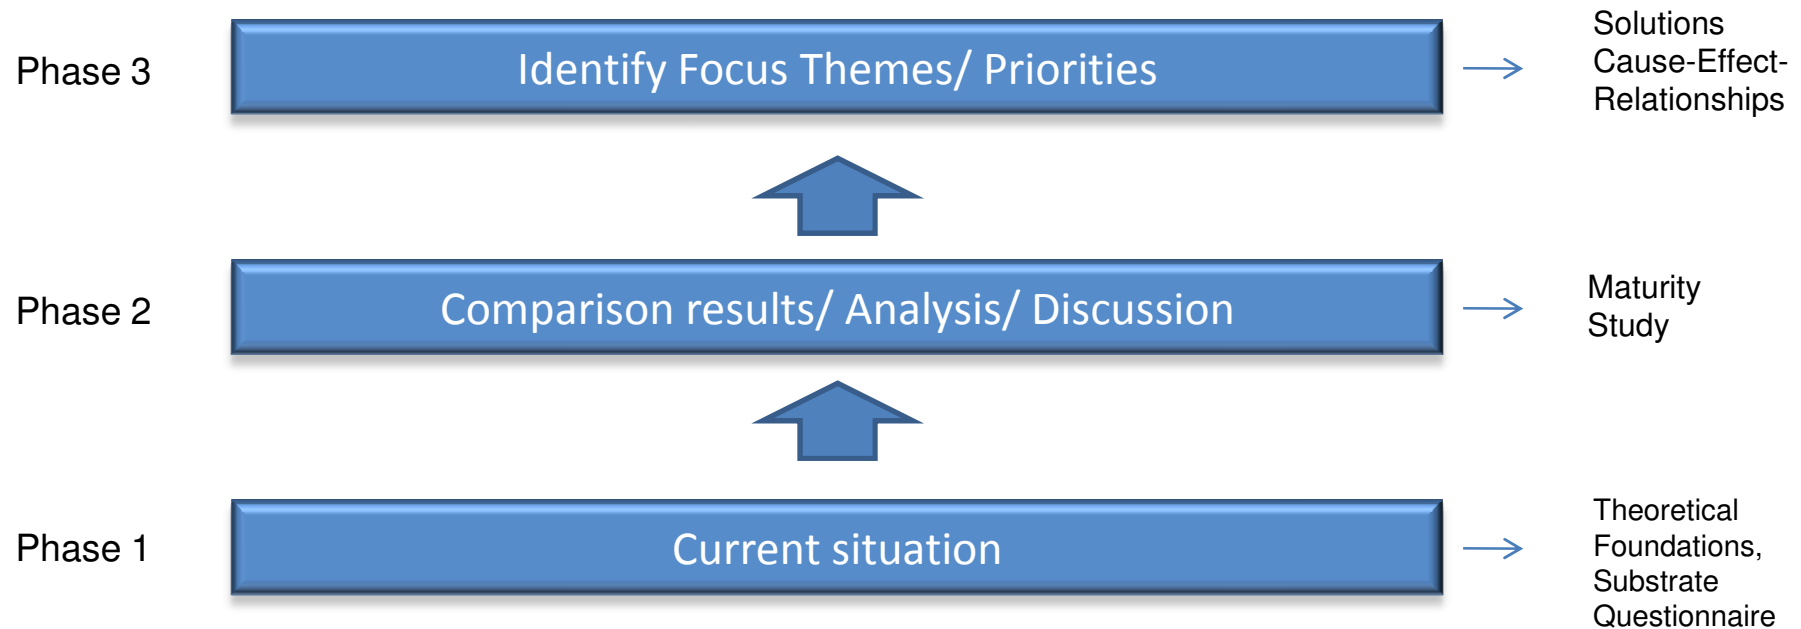 Phase 3
Identify Focus Themes/ Priorities
Solutions
Cause-Effect-
Relationships
Phase 2
Comparison results/ Analysis/ Discussion
Maturity
Study
Phase 1
Current situation
Theoretical
Foundations,
Substrate
Questionnaire